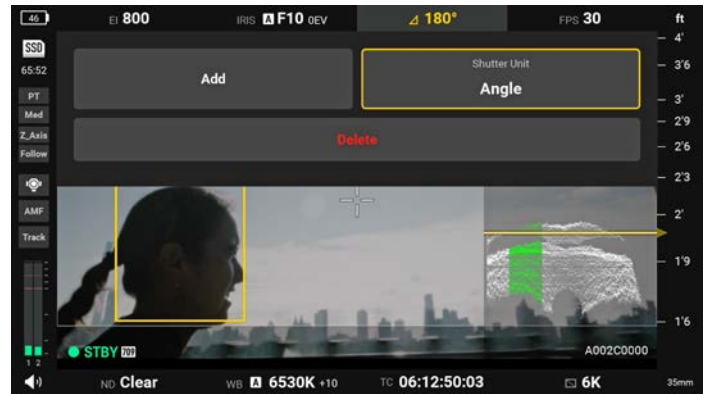 46 EI 800 IRIS A F10 0EV 180° FPS 30 ft
SSD
65:52
PT
Med
Z_Axis
Follow
AMF
Track
1 2
Add
Shutter Unit
Angle
Delete
4'
3'6
3'
2'9
2'6
2'3
2'
1'9
1'6
STBY 709
A002C0000
ND Clear WB A 6530K +10 TC 06:12:50:03 6K 35mm